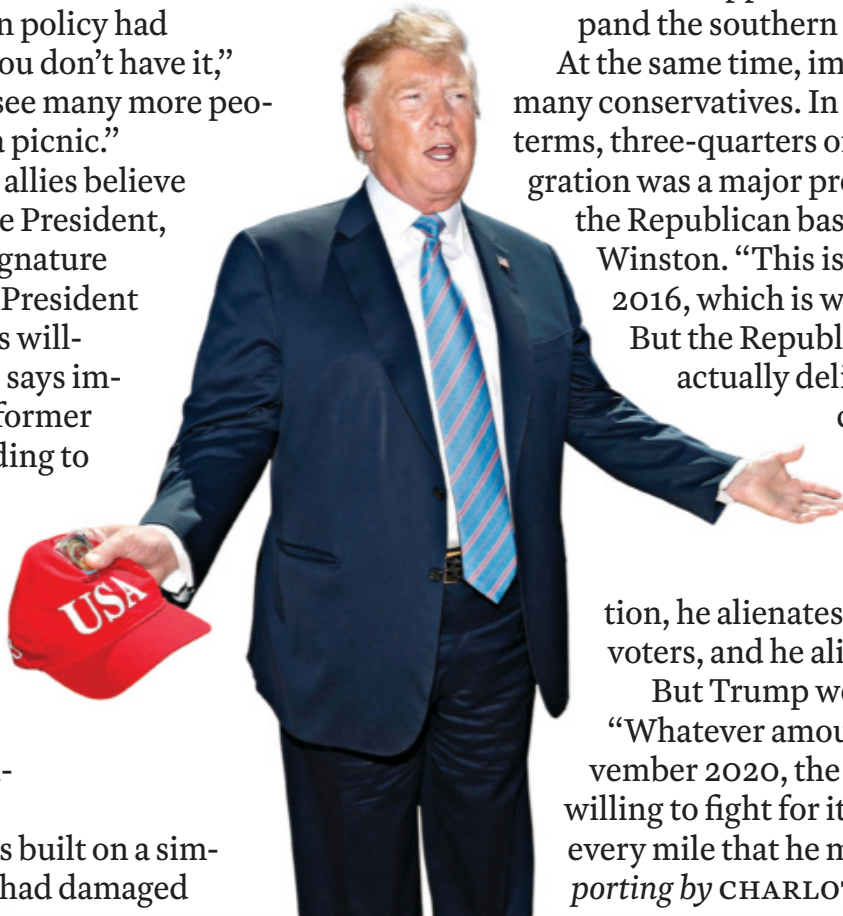 n policy had
ou don’t have it,”
see many more peo-
a picnic.”
allies believe
e President,
gnature
President
s will-
says im-
former
ding to
-
s built on a sim-
had damaged
USA
pand the southern
At the same time, im
many conservatives. In
terms, three-quarters o
gration was a major pro
the Republican bas
Winston. “This is
2016, which is w
But the Republ
actually deli
tion, he alienates
voters, and he ali
But Trump wo
“Whatever amou
vember 2020, the
willing to fight for it
every mile that he m
porting by CHARLOT